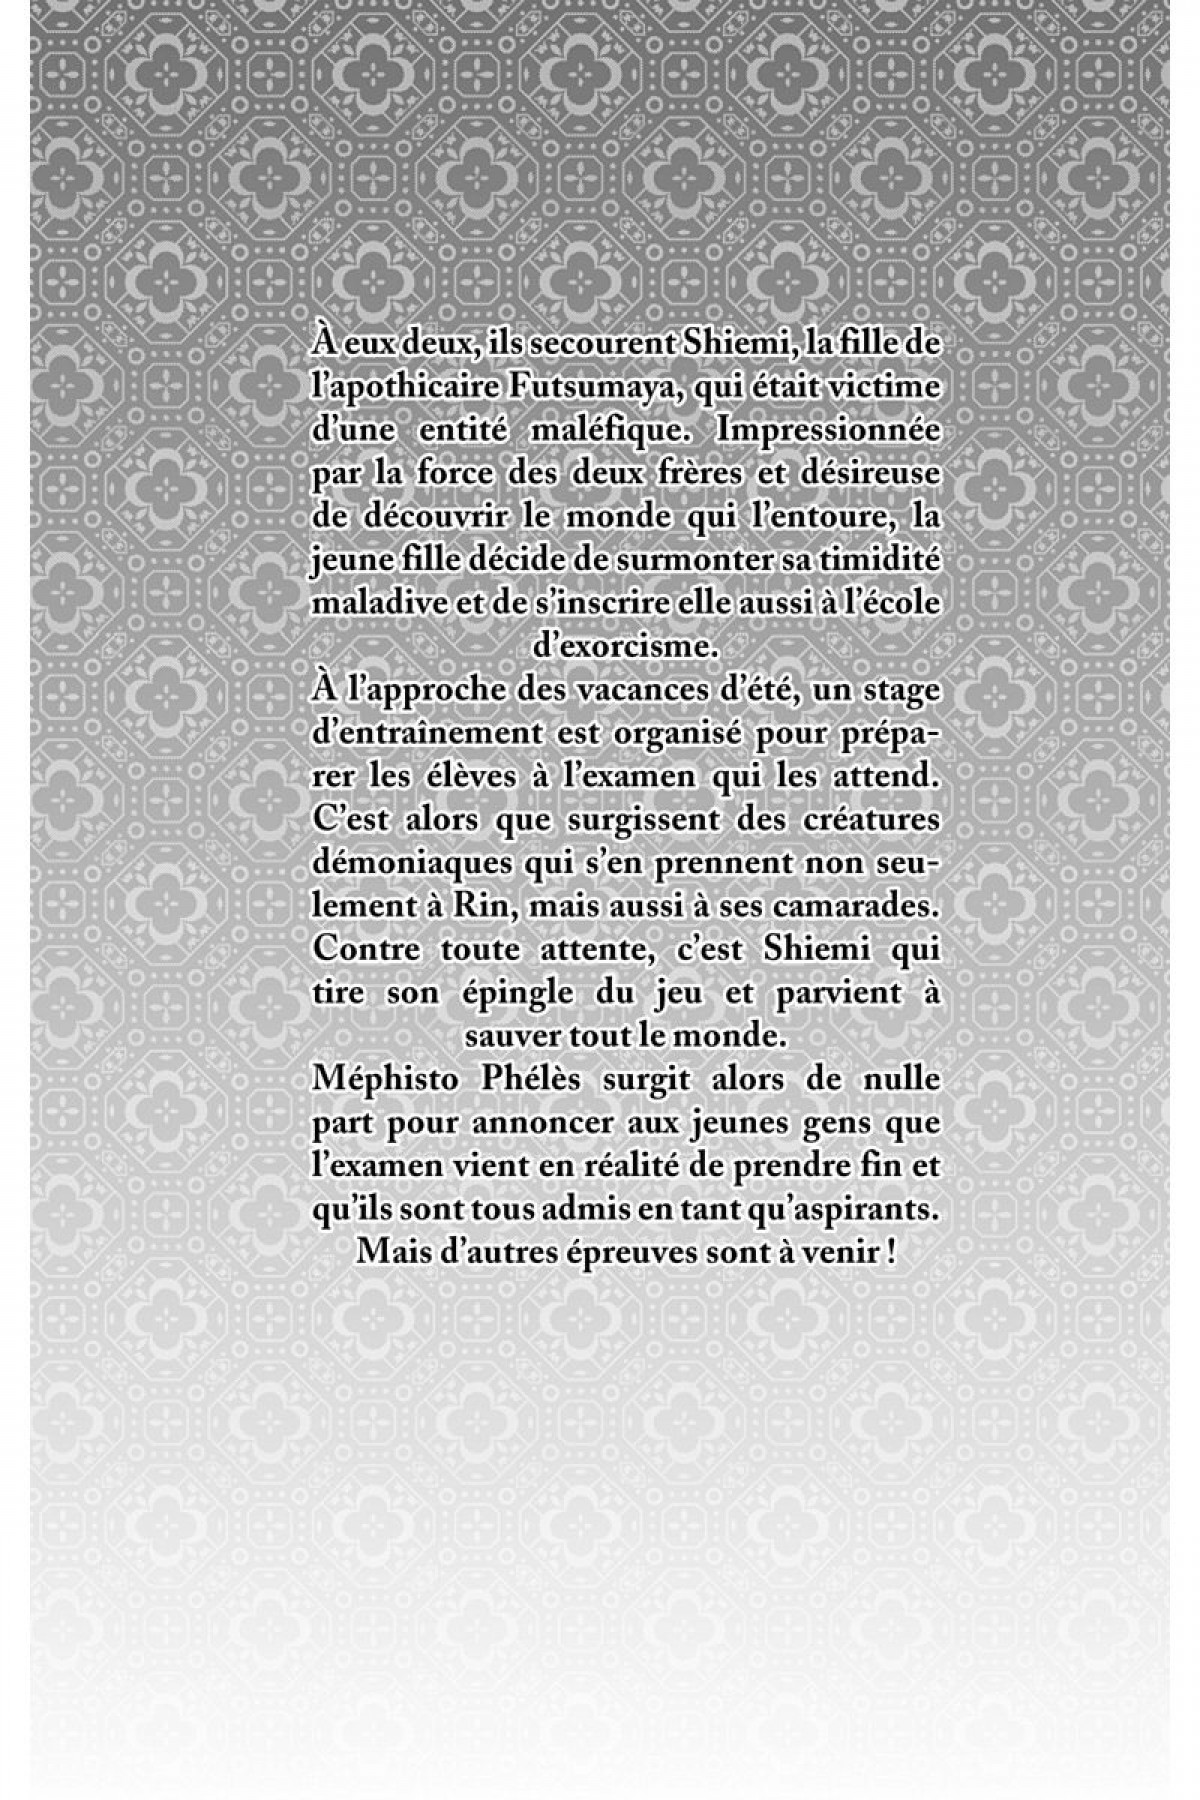 À eux deux, ils secourent Shiemi, la fille de
l'apothicaire Futsumaya, qui était victime
d'une entité maléfique. Impressionnée
par la force des deux frères et désireuse
de découvrir le monde qui l'entoure, la
jeune fille décide de surmonter sa timidité
maladive et de s'inscrire elle aussi à l'école
d'exorcisme.
À l'approche des vacances d'été, un stage
d'entraînement est organisé pour prépa-
rer les élèves à l'examen qui les attend.
C'est alors que surgissent des créatures
démoniaques qui s'en prennent non seu-
lement à Rin, mais aussi à ses camarades.
Contre toute attente, c'est Shiemi qui
tire son épingle du jeu et parvient à
sauver tout le monde.
Méphisto Phélès surgit alors de nulle
part pour annoncer aux jeunes gens que
l'examen vient en réalité de prendre fin et
qu'ils sont tous admis en tant qu'aspirants.
Mais d'autres épreuves sont à venir !